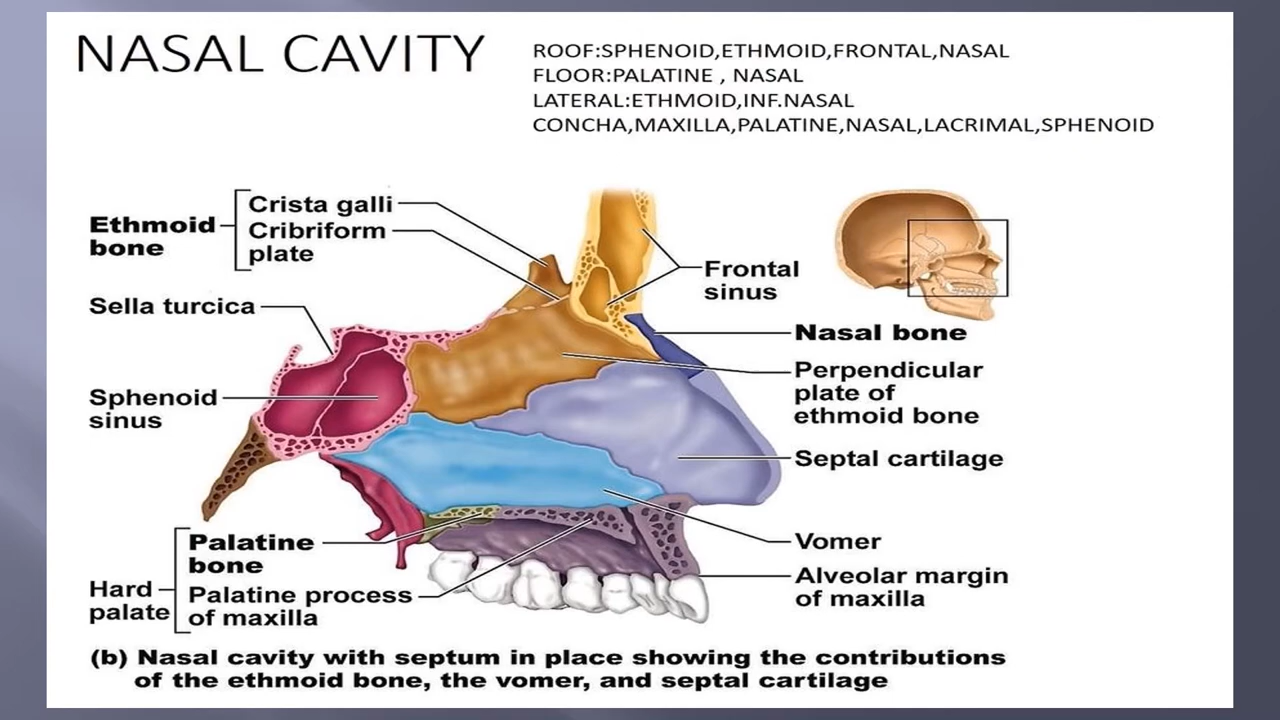 NASAL CAVITY
ROOF:SPHENOID,ETHMOID,FRONTAL,NASAL
FLOOR:PALATINE , NASAL
LATERAL:ETHMOID,INF.NASAL
CONCHA,MAXILLA,PALATINE,NASAL,LACRIMAL,SPHENOID
Ethmoid
bone
Crista galli
Cribriform
plate
Sella turcica
Sphenoid
sinus
Frontal
sinus
Nasal bone
Perpendicular
plate of
ethmoid bone
Septal cartilage
Vomer
Alveolar margin
of maxilla
Hard
palate
Palatine
bone
Palatine process
of maxilla
(b) Nasal cavity with septum in place showing the contributions
of the ethmoid bone, the vomer, and septal cartilage